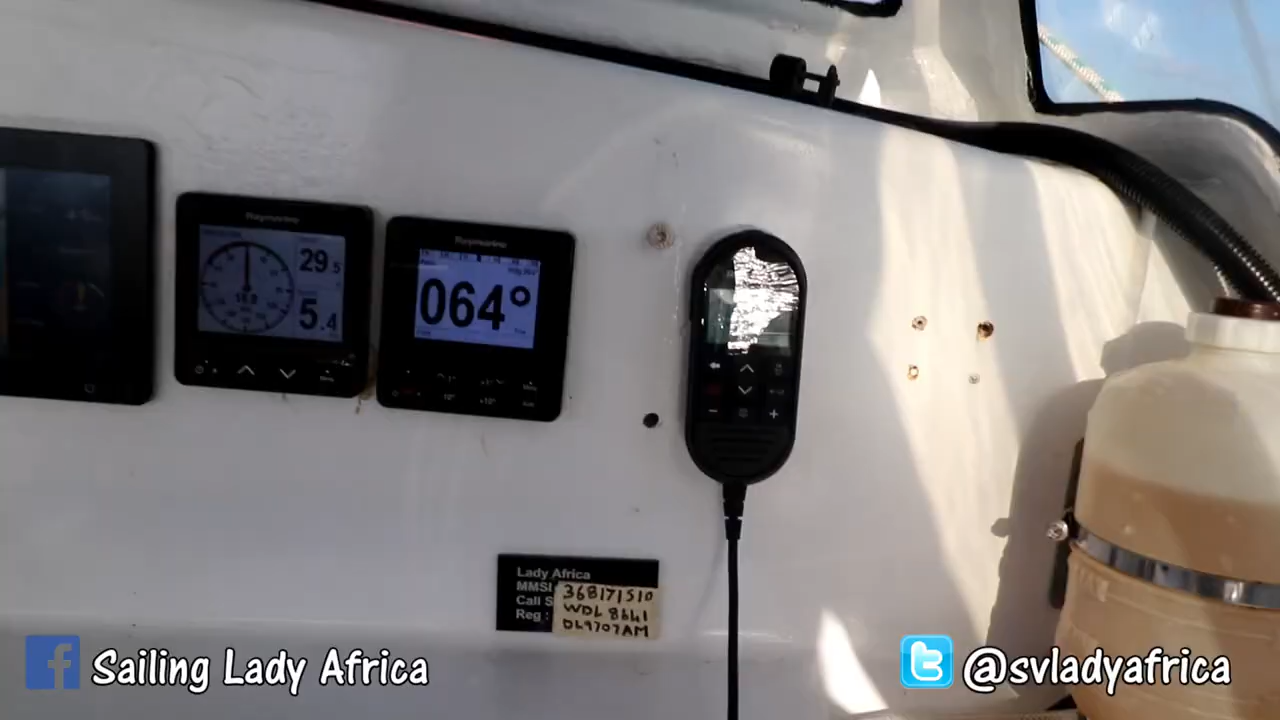 Raymarine
29.5
5.4
Raymarine
064°
Lady Africa
MMSI 368171510
Call S WDL 8641
Reg : DL9707AM
Sailing Lady Africa
@svladyafrica